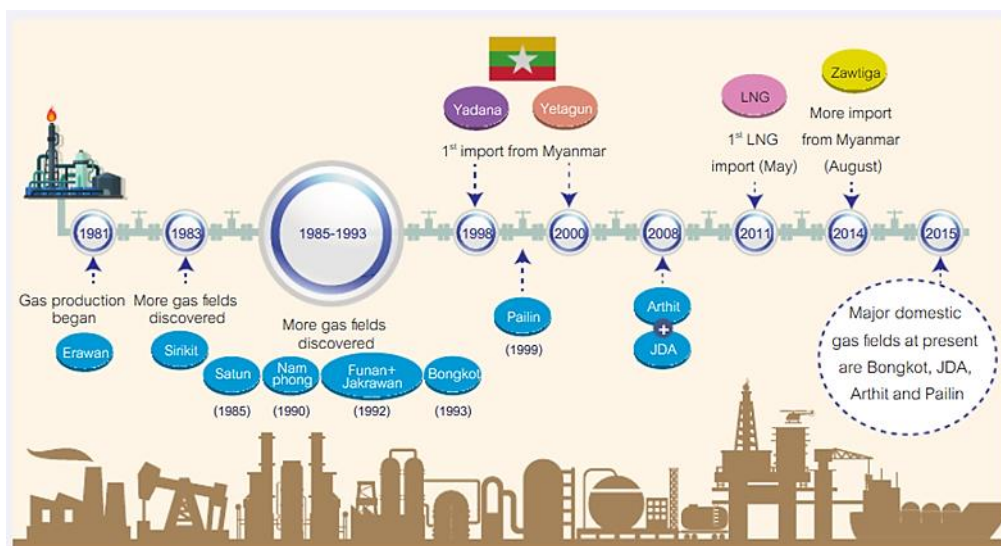 Yadana
Yetagun
1st import from Myanmar
LNG
1st LNG
import (May)
Zawtiga
More import
from Myanmar
(August)
1981
1983
1985-1993
1998
2000
2008
2011
2014
2015
Gas production
began
Erawan
More gas fields
discovered
Sirikit
More gas fields
discovered
Satun
(1985)
Nam
phong
(1990)
Funan+
Jakrawan
(1992)
Bongkot
(1993)
Pailin
(1999)
Arthit
+
JDA
Major domestic
gas fields at present
are Bongkot, JDA,
Arthit and Pailin